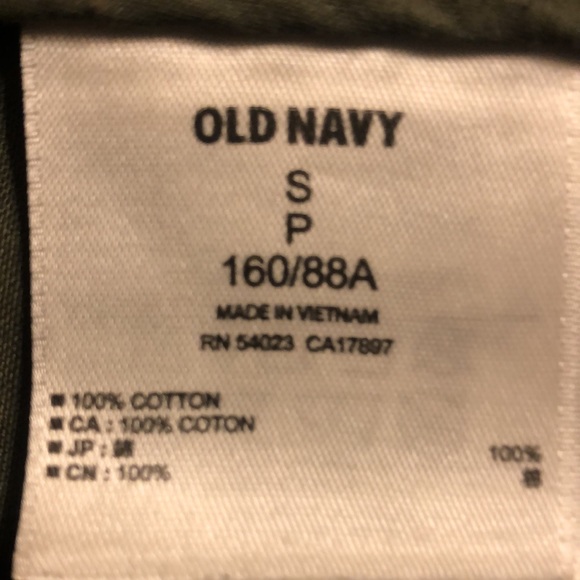 OLD NAVY
S
P
160/88A
MADE IN VIETNAM
RN 54023 CA17897
■ 100% COTTON
■ CA : 100% COTON
■ JP : 綿 100%
■ CN : 100%